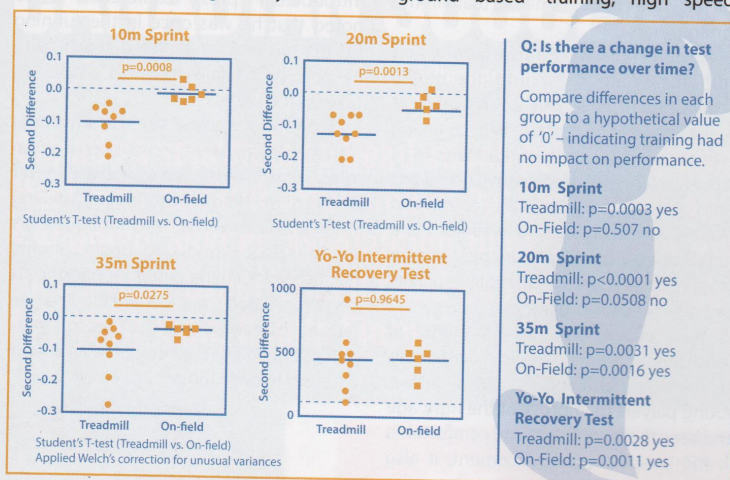 ground based training, high speed
10m Sprint
Second Difference
0.1
0.0
-0.1
-0.2
-0.3
p=0.0008
Treadmill On-field
Student's T-test (Treadmill vs. On-field)
20m Sprint
Second Difference
0.1
0.0
-0.1
-0.2
-0.3
p=0.0013
Treadmill On-field
Student's T-test (Treadmill vs. On-field)
35m Sprint
Second Difference
0.1
0.0
-0.1
-0.2
-0.3
p=0.0275
Treadmill On-field
Student's T-test (Treadmill vs. On-field)
Applied Welch's correction for unusual variances
Yo-Yo Intermittent
Recovery Test
Second Difference
1000
500
0
p=0.9645
Treadmill On-field
Q: Is there a change in test
performance over time?
Compare differences in each
group to a hypothetical value
of '0' – indicating training had
no impact on performance.
10m Sprint
Treadmill: p=0.0003 yes
On-Field: p=0.507 no
20m Sprint
Treadmill: p<0.0001 yes
On-Field: p=0.0508 no
35m Sprint
Treadmill: p=0.0031 yes
On-Field: p=0.0016 yes
Yo-Yo Intermittent
Recovery Test
Treadmill: p=0.0028 yes
On-Field: p=0.0011 yes